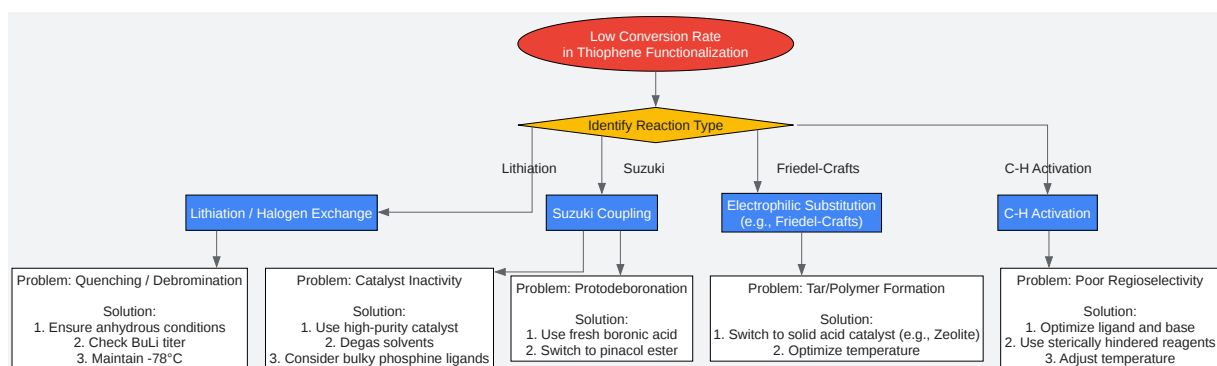 Low Conversion Rate
in Thiophene Functionalization
Identify Reaction Type
Lithiation
Suzuki
Friedel-Crafts
C-H Activation
Lithiation / Halogen Exchange
Suzuki Coupling
Electrophilic Substitution
(e.g., Friedel-Crafts)
C-H Activation
Problem: Quenching / Debromination
Solution:
1. Ensure anhydrous conditions
2. Check BuLi titer
3. Maintain -78°C
Problem: Catalyst Inactivity
Solution:
1. Use high-purity catalyst
2. Degas solvents
3. Consider bulky phosphine ligands
Problem: Protodeboronation
Solution:
1. Use fresh boronic acid
2. Switch to pinacol ester
Problem: Tar/Polymer Formation
Solution:
1. Switch to solid acid catalyst (e.g., Zeolite)
2. Optimize temperature
Problem: Poor Regioselectivity
Solution:
1. Optimize ligand and base
2. Use sterically hindered reagents
3. Adjust temperature